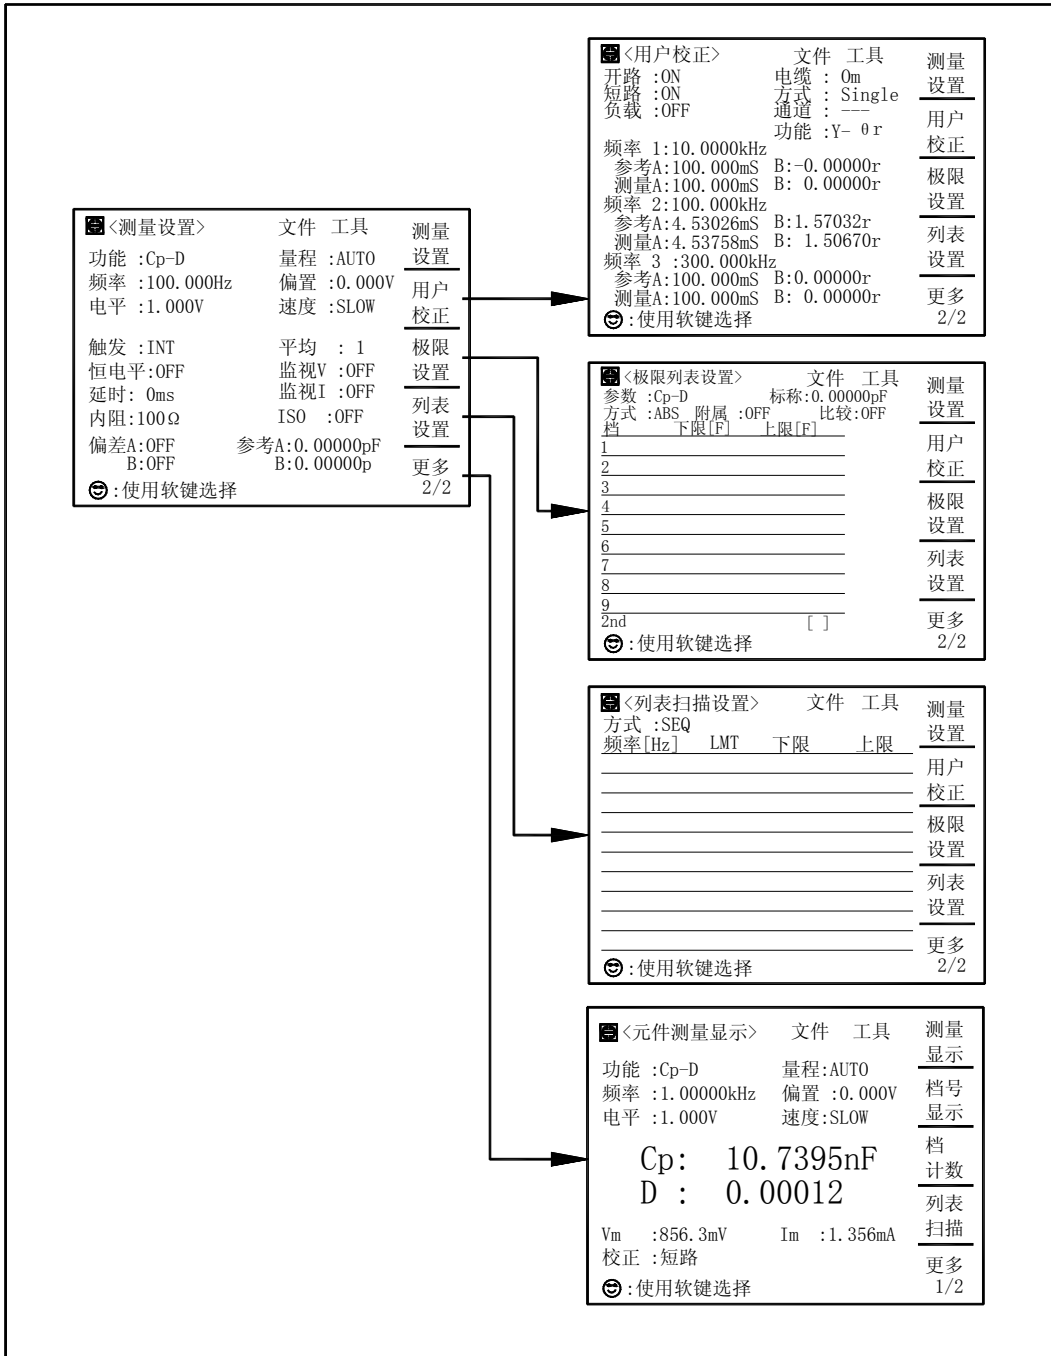 <测量设置> 文件 工具
功能 :Cp-D 量程 :AUTO
频率 :100.000Hz 偏置 :0.000V
电平 :1.000V 速度 :SLOW
触发 :INT 平均 : 1
恒电平:OFF 监视V :OFF
延时: 0ms 监视I :OFF
内阻:100Ω ISO :OFF
偏差A:OFF 参考A:0.00000pF
B:OFF B:0.00000p
:使用软键选择
测量
设置
用户
校正
极限
设置
列表
设置
更多
2/2
<用户校正> 文件 工具
开路 :ON 电缆 : 0m
短路 :ON 方式 : Single
负载 :OFF 通道 : ---
功能 :Y- θr
频率 1:10.0000kHz
参考A:100.000mS B:-0.00000r
测量A:100.000mS B: 0.00000r
频率 2:100.000kHz
参考A:4.53026mS B:1.57032r
测量A:4.53758mS B: 1.50670r
频率 3 :300.000kHz
参考A:100.000mS B:0.00000r
测量A:100.000mS B: 0.00000r
:使用软键选择
测量
设置
用户
校正
极限
设置
列表
设置
更多
2/2
<极限列表设置> 文件 工具
参数 :Cp-D 标称:0.00000pF
方式 :ABS 附属 :OFF 比较:OFF
档 下限[F] 上限[F]
1
2
3
4
5
6
7
8
9
2nd [ ]
:使用软键选择
测量
设置
用户
校正
极限
设置
列表
设置
更多
2/2
<列表扫描设置> 文件 工具
方式 :SEQ
频率[Hz] LMT 下限 上限
:使用软键选择
测量
设置
用户
校正
极限
设置
列表
设置
更多
2/2
<元件测量显示> 文件 工具
功能 :Cp-D 量程:AUTO
频率 :1.00000kHz 偏置 :0.000V
电平 :1.000V 速度:SLOW
Cp: 10.7395nF
D : 0.00012
Vm :856.3mV Im :1.356mA
校正 :短路
:使用软键选择
测量
显示
档号
显示
档
计数
列表
扫描
更多
1/2